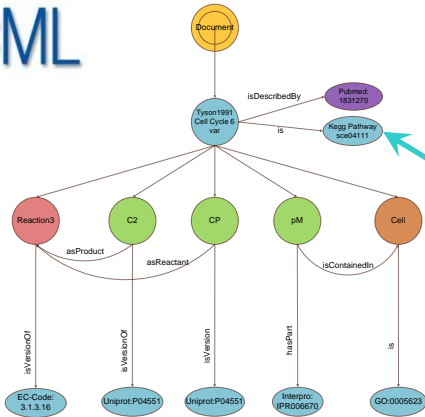 ML
Document
isDescribedBy
Pubmed:
1831270
Tyson1991
Cell Cycle 6
var
is
Kegg Pathway
sce04111
Reaction3
C2
CP
pM
Cell
asProduct
asReactant
isContainedIn
isVersionOf
isVersionOf
isVersion
hasPart
is
EC-Code:
3.1.3.16
Uniprot:P04551
Uniprot:P04551
Interpro:
IPR006670
GO:0005623